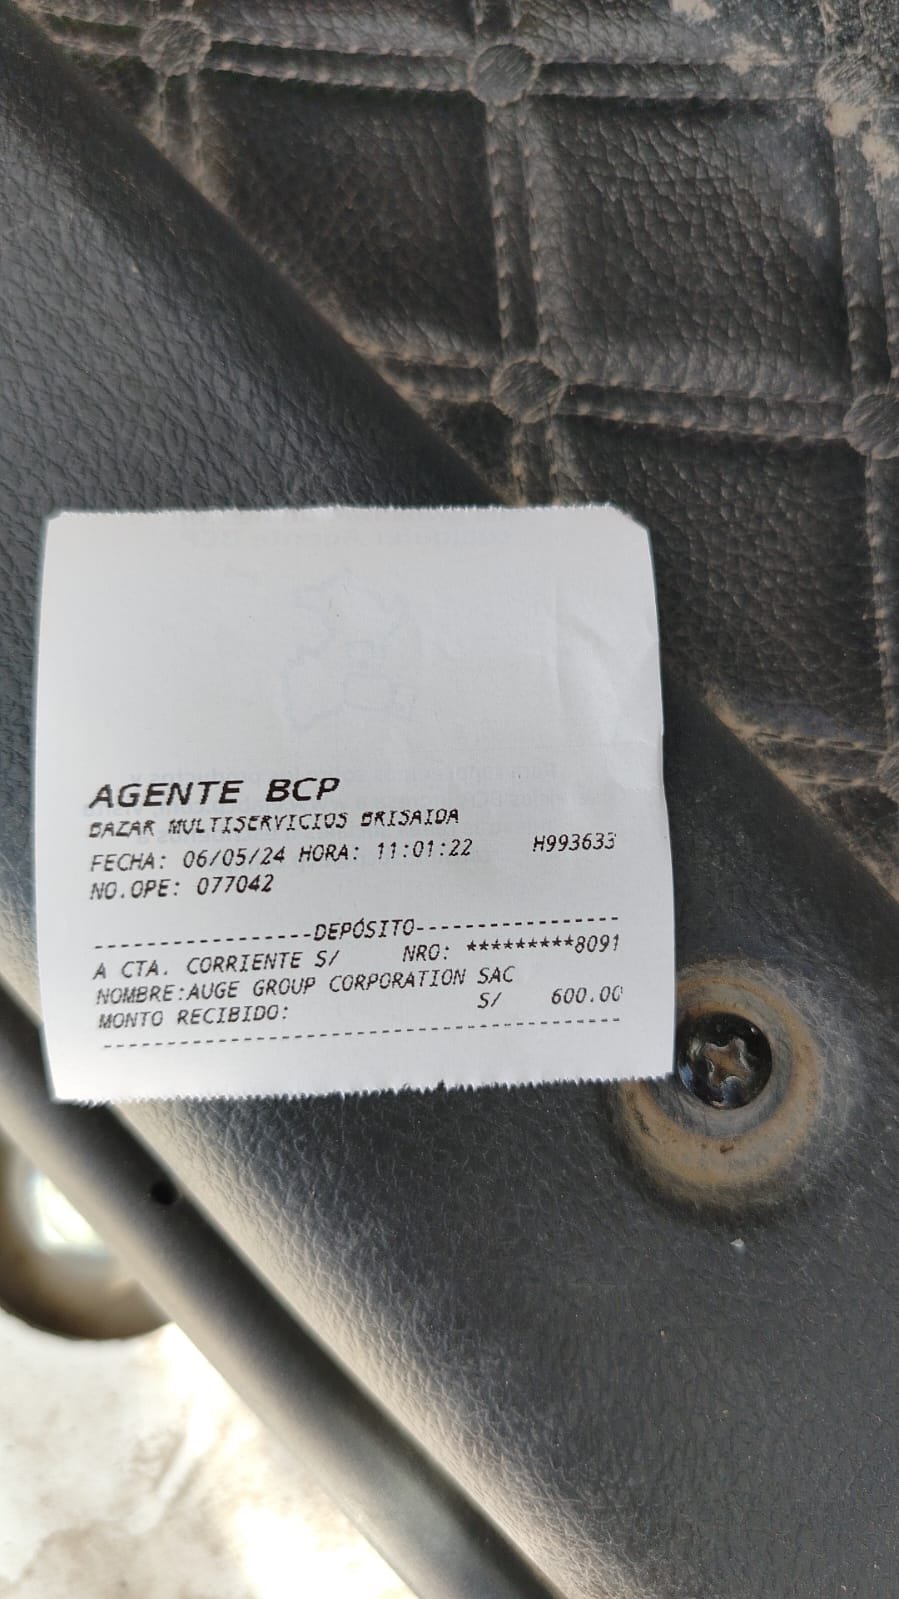 AGENTE BCP
BAZAR MULTISERVICIOS BRISAIDA
FECHA: 06/05/24 HORA: 11:01:22 H993633
NO.OPE: 077042
-----------------DEPÓSITO----------------
A CTA. CORRIENTE S/ NRO: *********8091
NOMBRE:AUGE GROUP CORPORATION SAC
MONTO RECIBIDO: S/ 600.00
-----------------------------------------